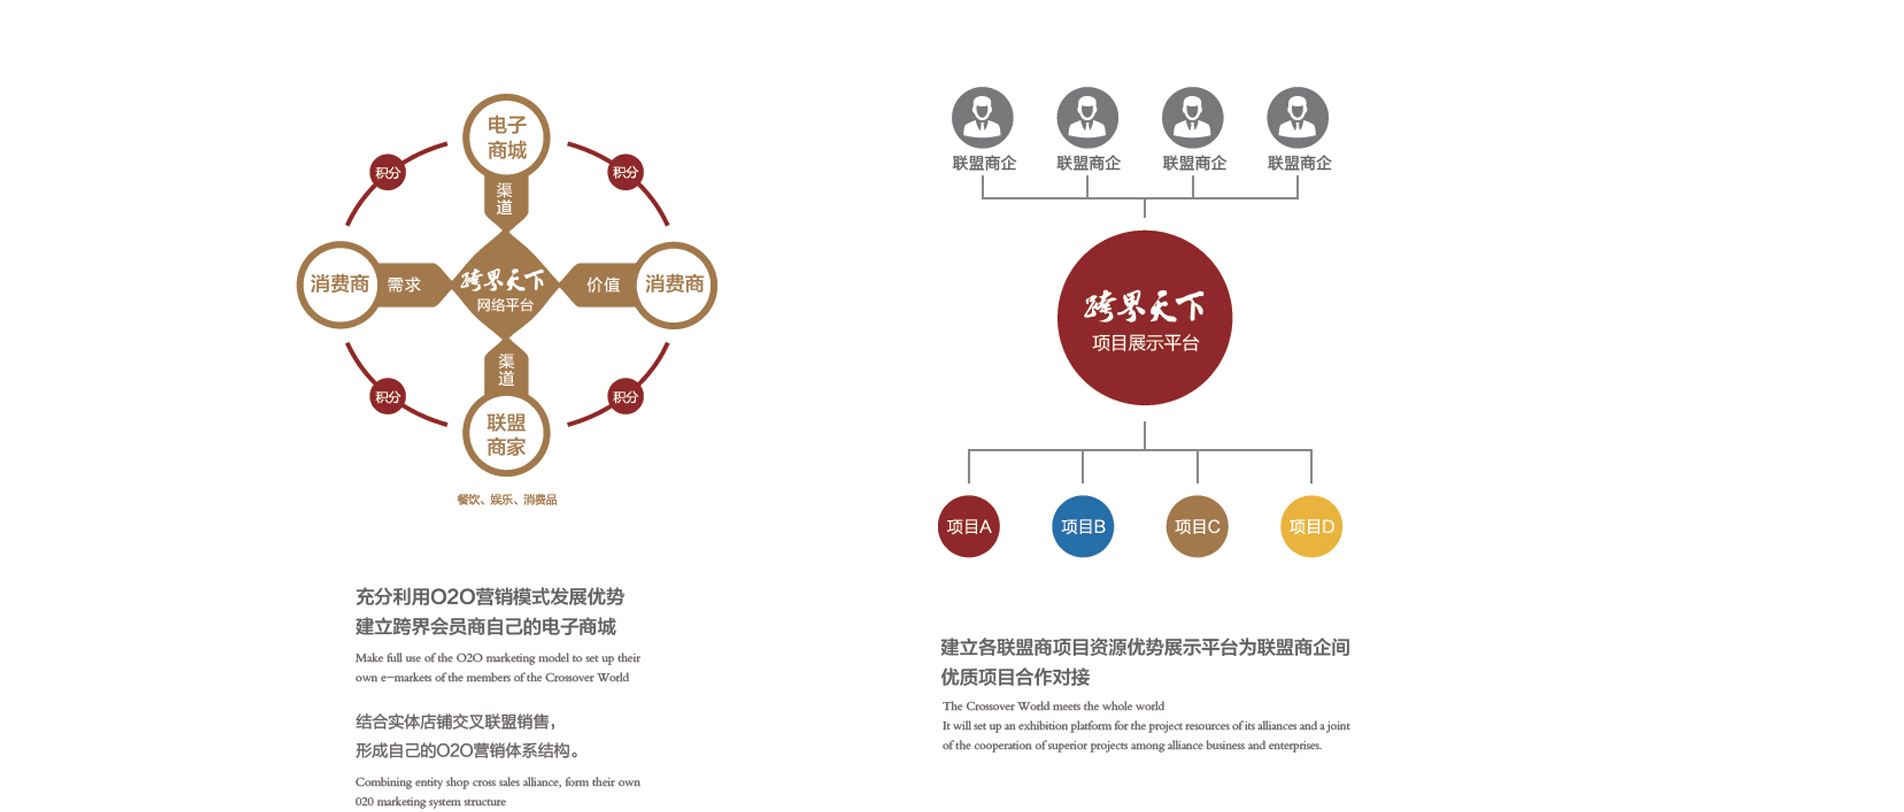 电子
商城
积分
积分
渠
道
消费商
需求
跨界天下
网络平台
价值
消费商
渠
道
积分
积分
联盟
商家
餐饮、娱乐、消费品
充分利用O2O营销模式发展优势
建立跨界会员商自己的电子商城
Make full use of the O2O marketing model to set up their
own e-markets of the members of the Crossover World
结合实体店铺交叉联盟销售，
形成自己的O2O营销体系结构。
Combining entity shop cross sales alliance, form their own
020 marketing system structure
联盟商企
联盟商企
联盟商企
联盟商企
跨界天下
项目展示平台
项目A
项目B
项目C
项目D
建立各联盟商项目资源优势展示平台为联盟商企间
优质项目合作对接
The Crossover World meets the whole world
It will set up an exhibition platform for the project resources of its alliances and a joint
of the cooperation of superior projects among alliance business and enterprises.